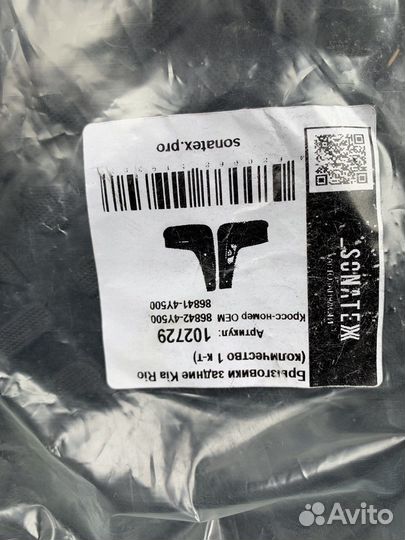 Брызговики задние Kia Rio
(количество 1 к-т)
Артикул: 102729
Кросс-номер OEM 86842-4Y500
86841-4Y500
sonatex.pro
SONATEX
Avito